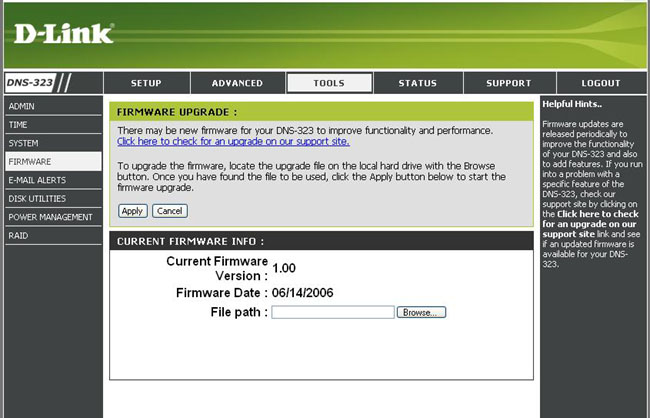 D-Link
DNS-323
SETUP
ADVANCED
TOOLS
STATUS
SUPPORT
LOGOUT
ADMIN
TIME
SYSTEM
FIRMWARE
E-MAIL ALERTS
DISK UTILITIES
POWER MANAGEMENT
RAID
FIRMWARE UPGRADE :
There may be new firmware for your DNS-323 to improve functionality and performance.
Click here to check for an upgrade on our support site.
To upgrade the firmware, locate the upgrade file on the local hard drive with the Browse
button. Once you have found the file to be used, click the Apply button below to start the
firmware upgrade.
Apply
Cancel
CURRENT FIRMWARE INFO :
Current Firmware
Version : 1.00
Firmware Date : 06/14/2006
File path :
Browse...
Helpful Hints..
Firmware updates are
released periodically to
improve the functionality
of your DNS-323 and also
to add features. If you run
into a problem with a
specific feature of the
DNS-323, check our
support site by clicking on
the Click here to check
for an upgrade on our
support site link and see
if an updated firmware is
available for your DNS-
323.